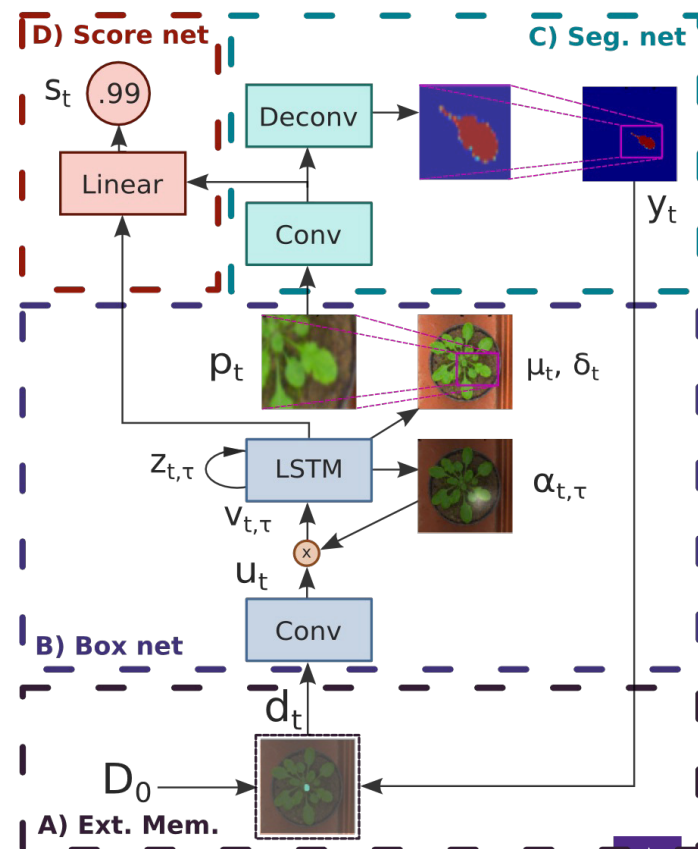 D) Score net
C) Seg. net
sₜ
.99
Deconv
Linear
yₜ
Conv
pₜ
μₜ, δₜ
zₜ,τ
LSTM
αₜ,τ
vₜ,τ
x
uₜ
Conv
B) Box net
dₜ
D₀
A) Ext. Mem.